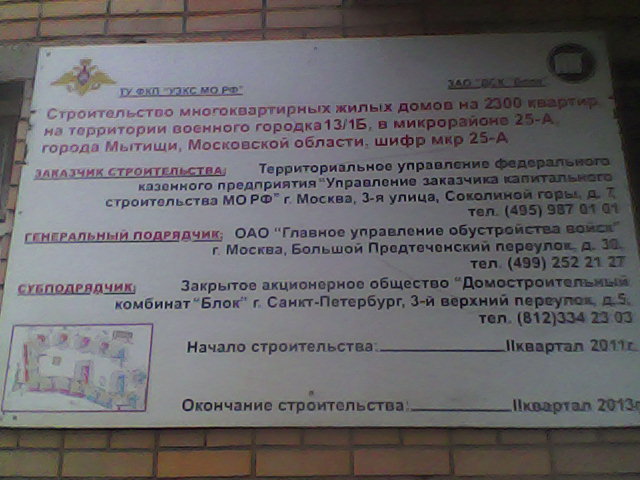 ТУ ФКП "УЗКС МО РФ"
ЗАО "ДСК "Блок"
Строительство многоквартирных жилых домов на 2300 квартир,
на территории военного городка13/1Б, в микрорайоне 25-А
города Мытищи, Московской области, шифр мкр 25-А
ЗАКАЗЧИК СТРОИТЕЛЬСТВА: Территориальное управление федерального
казенного предприятия "Управление заказчика капитального
строительства МО РФ" г. Москва, 3-я улица, Соколиной горы, д. 7,
тел. (495) 987 01 01
ГЕНЕРАЛЬНЫЙ ПОДРЯДЧИК: ОАО "Главное управление обустройства войск"
г. Москва, Большой Предтеченский переулок, д. 30,
тел. (499) 252 21 27
СУБПОДРЯДЧИК: Закрытое акционерное общество "Домостроительный
комбинат "Блок" г. Санкт-Петербург, 3-й верхний переулок, д.5,
тел. (812)334 23 03
Начало строительства: IIквартал 2011г.
Окончание строительства: IIквартал 2013г